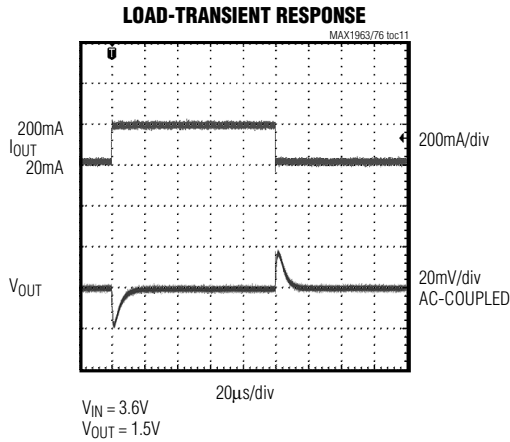 LOAD-TRANSIENT RESPONSE
MAX1963/76 toc11
T
200mA
IOUT
20mA
200mA/div
VOUT
20mV/div
AC-COUPLED
20µs/div
VIN = 3.6V
VOUT = 1.5V